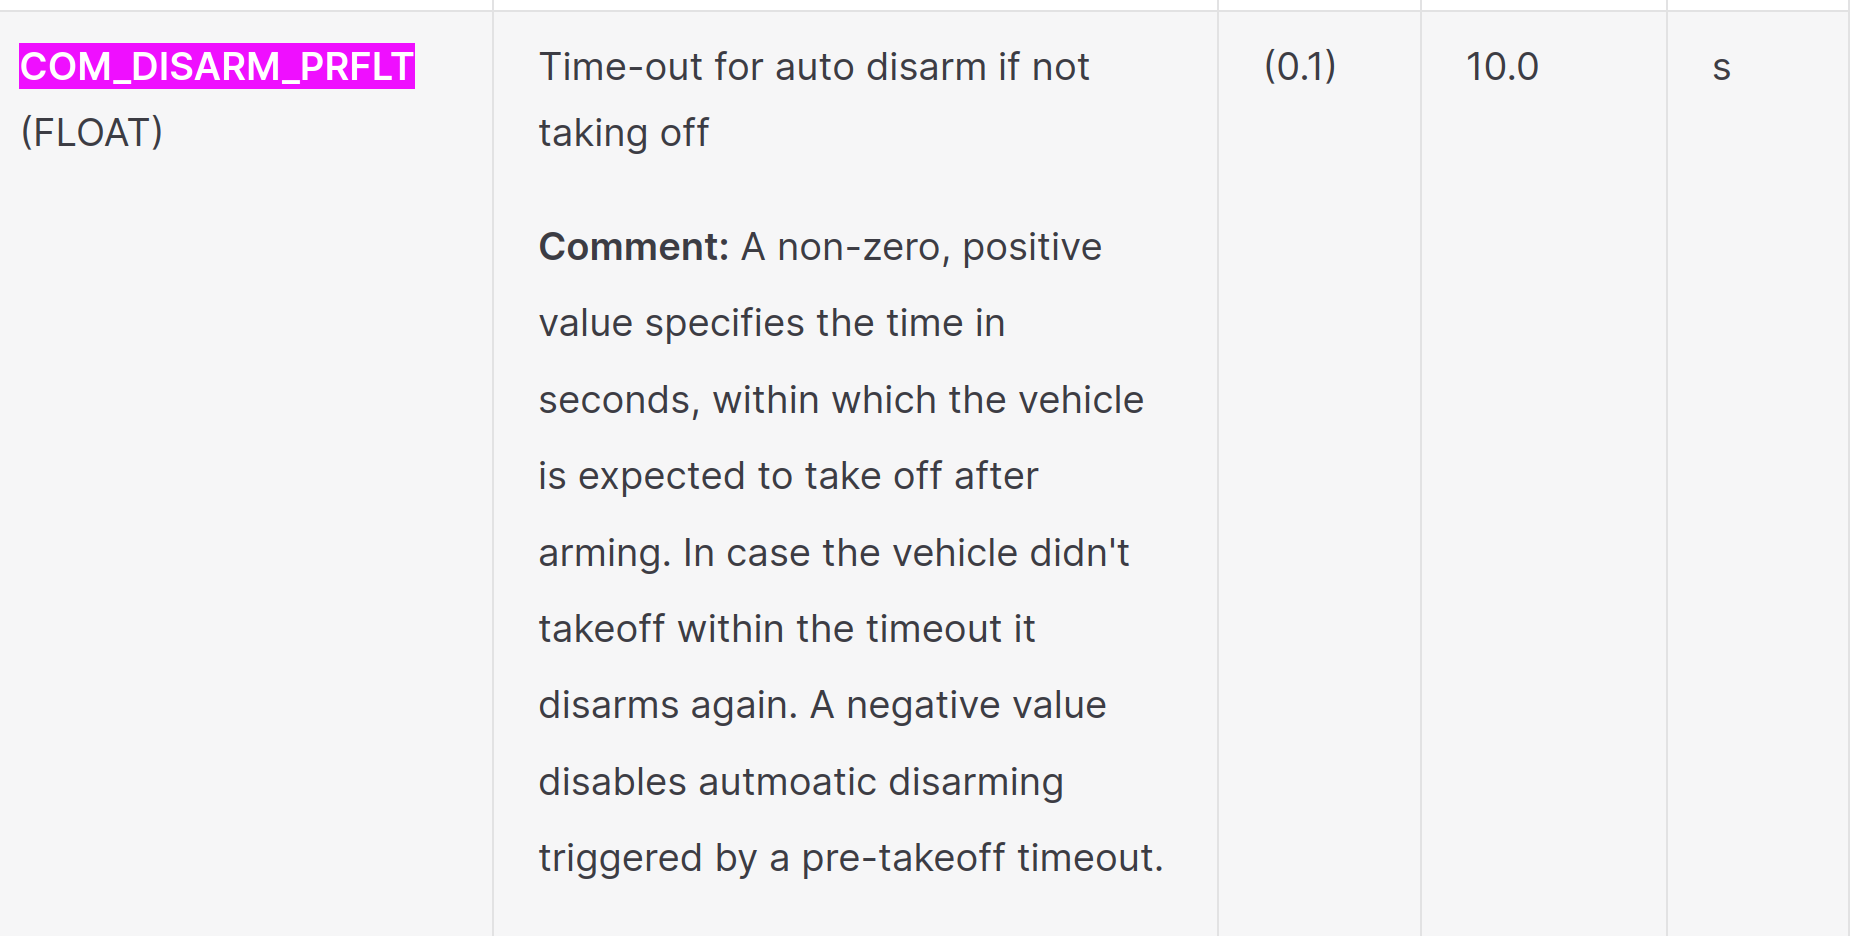 COM_DISARM_PRFLT
(FLOAT)
Time-out for auto disarm if not
taking off
Comment: A non-zero, positive
value specifies the time in
seconds, within which the vehicle
is expected to take off after
arming. In case the vehicle didn't
takeoff within the timeout it
disarms again. A negative value
disables autmoatic disarming
triggered by a pre-takeoff timeout.
(0.1)
10.0
s